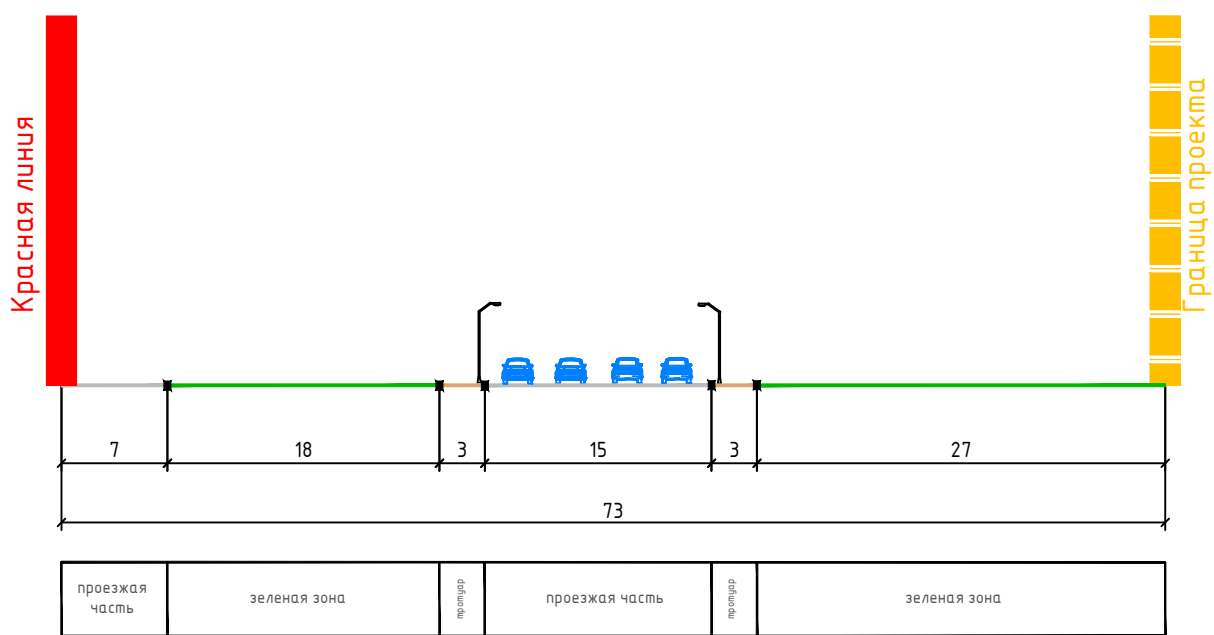 Красная линия
Граница проекта
7
18
3
15
3
27
73
проезжая
часть
зеленая зона
тротуар
проезжая часть
тротуар
зеленая зона